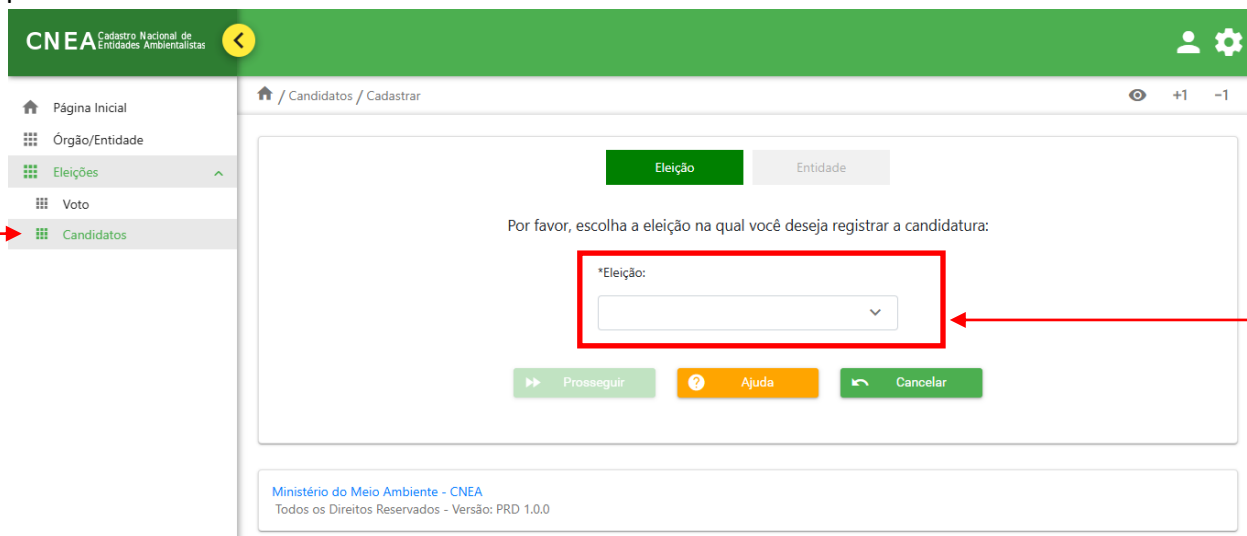 CNEA Cadastro Nacional de
Entidades Ambientalistas
/ Candidatos / Cadastrar
+1 -1
Página Inicial
Órgão/Entidade
Eleições
Voto
Candidatos
Eleição Entidade
Por favor, escolha a eleição na qual você deseja registrar a candidatura:
*Eleição:
Prosseguir ? Ajuda Cancelar
Ministério do Meio Ambiente - CNEA
Todos os Direitos Reservados - Versão: PRD 1.0.0